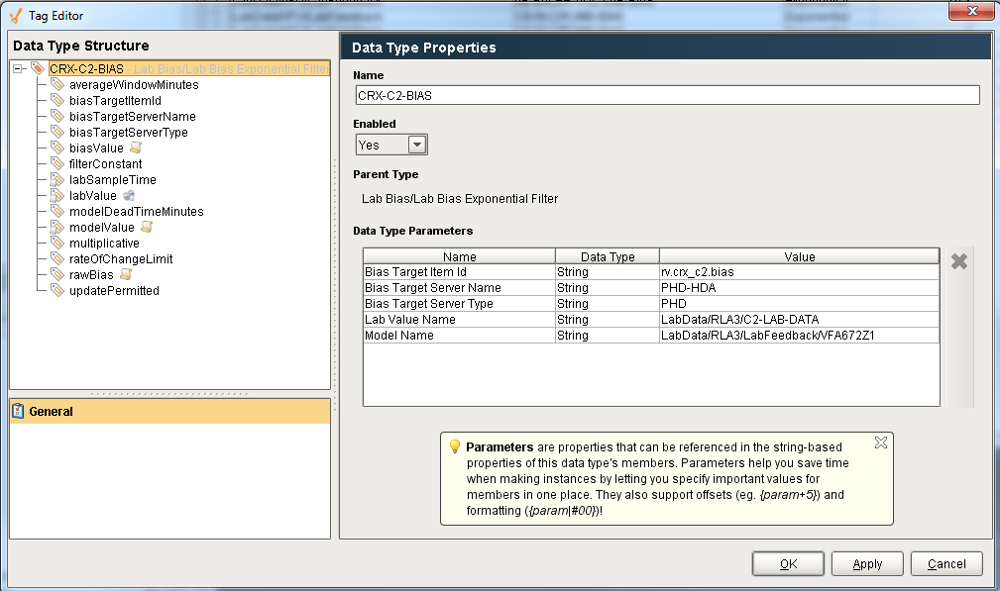 Tag Editor
Data Type Structure
CRX-C2-BIAS - Lab Bias/Lab Bias Exponential Filter
averageWindowMinutes
biasTargetItemId
biasTargetServerName
biasTargetServerType
biasValue
filterConstant
labSampleTime
labValue
modelDeadTimeMinutes
modelValue
multiplicative
rateOfChangeLimit
rawBias
updatePermitted
General
Data Type Properties
Name
CRX-C2-BIAS
Enabled
Yes
Parent Type
Lab Bias/Lab Bias Exponential Filter
Data Type Parameters
Name Data Type Value
Bias Target Item Id String rv.crx_c2.bias
Bias Target Server Name String PHD-HDA
Bias Target Server Type String PHD
Lab Value Name String LabData/RLA3/C2-LAB-DATA
Model Name String LabData/RLA3/LabFeedback/VFA672Z1
Parameters are properties that can be referenced in the string-based
properties of this data type's members. Parameters help you save time
when making instances by letting you specify important values for
members in one place. They also support offsets (eg. {param+5}) and
formatting ({param|#00})!
OK Apply Cancel